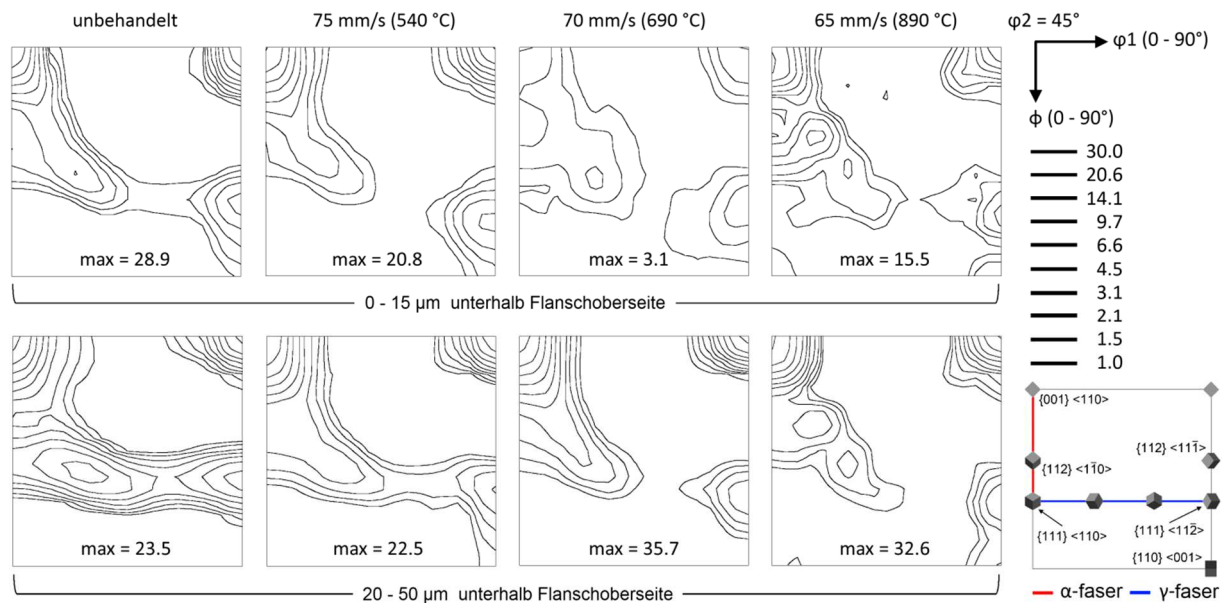 unbehandelt
75 mm/s (540 °C)
70 mm/s (690 °C)
65 mm/s (890 °C)
φ2 = 45°
φ1 (0 - 90°)
ϕ (0 - 90°)
30.0
20.6
14.1
9.7
6.6
4.5
3.1
2.1
1.5
1.0
max = 28.9
max = 20.8
max = 3.1
max = 15.5
0 - 15 µm unterhalb Flanschoberseite
max = 23.5
max = 22.5
max = 35.7
max = 32.6
20 - 50 µm unterhalb Flanschoberseite
{001} <110>
{112} <11̅1̅>
{112} <11̅0>
{111} <110>
{111} <112̅>
{110} <001>
α-faser
γ-faser